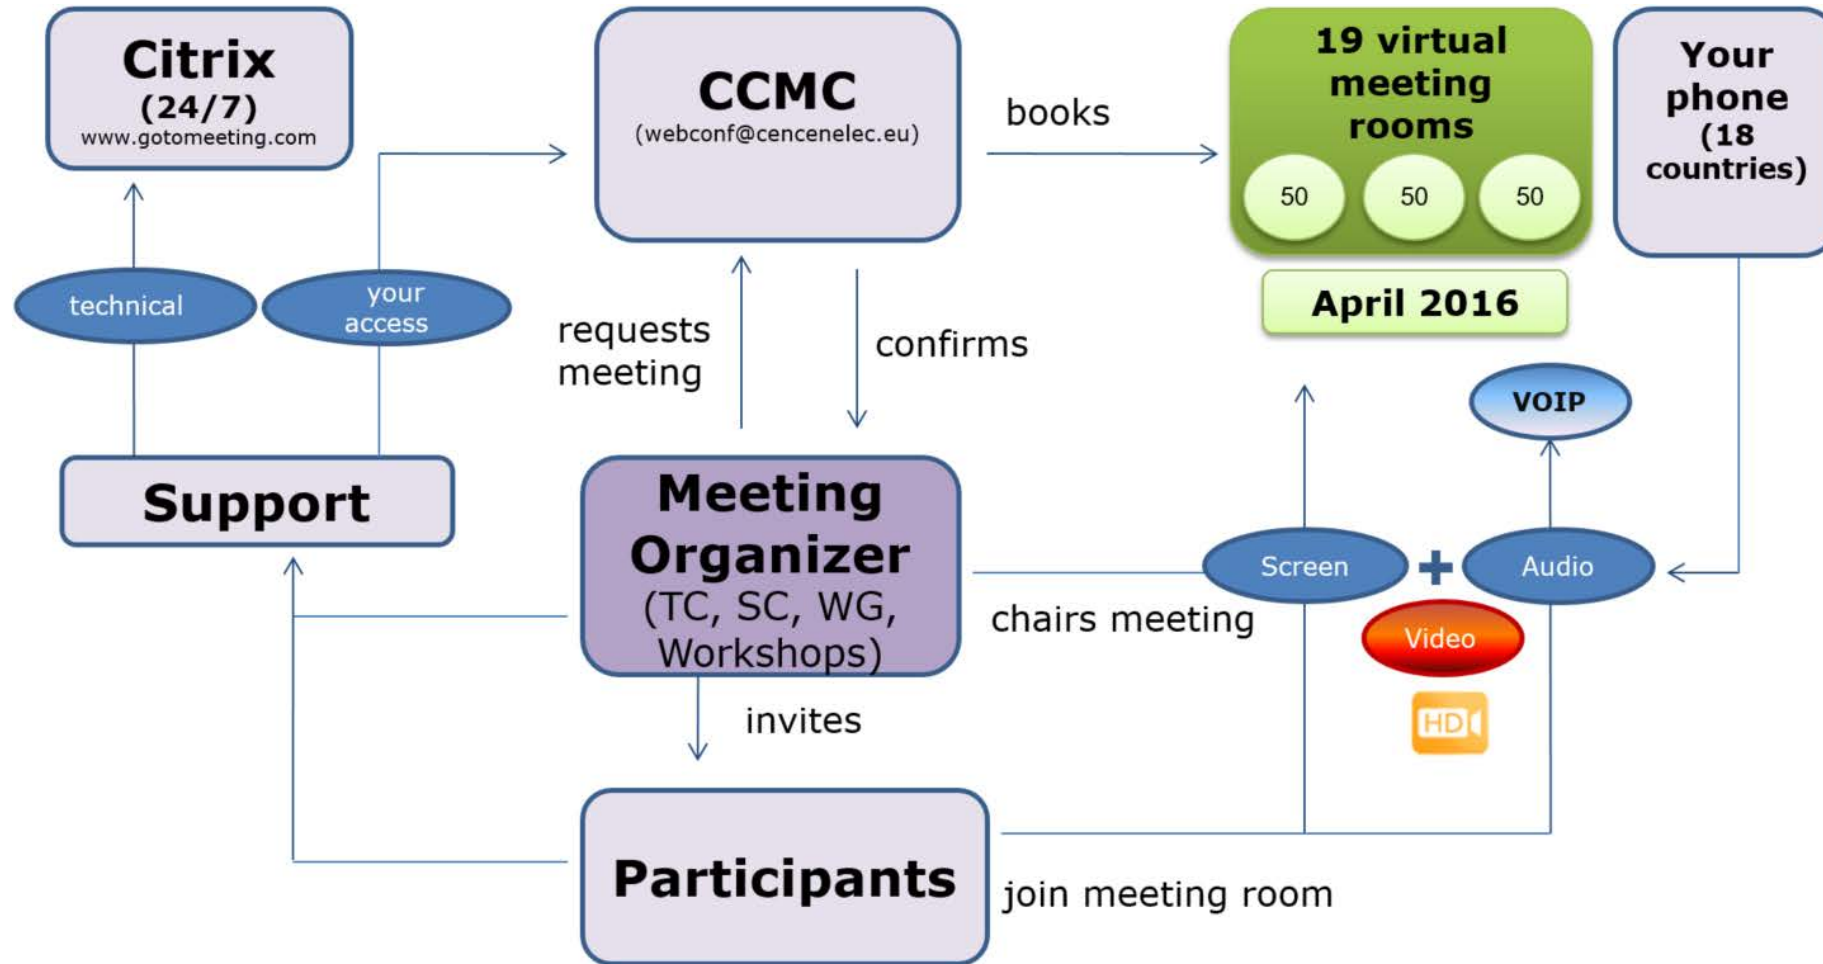 Citrix
(24/7)
www.gotomeeting.com
CCMC
(webconf@cencenelec.eu)
books
19 virtual
meeting
rooms
50
50
50
Your
phone
(18
countries)
April 2016
technical
your
access
requests
meeting
confirms
VOIP
Support
Meeting
Organizer
(TC, SC, WG,
Workshops)
chairs meeting
Screen
Audio
Video
HD
invites
Participants
join meeting room